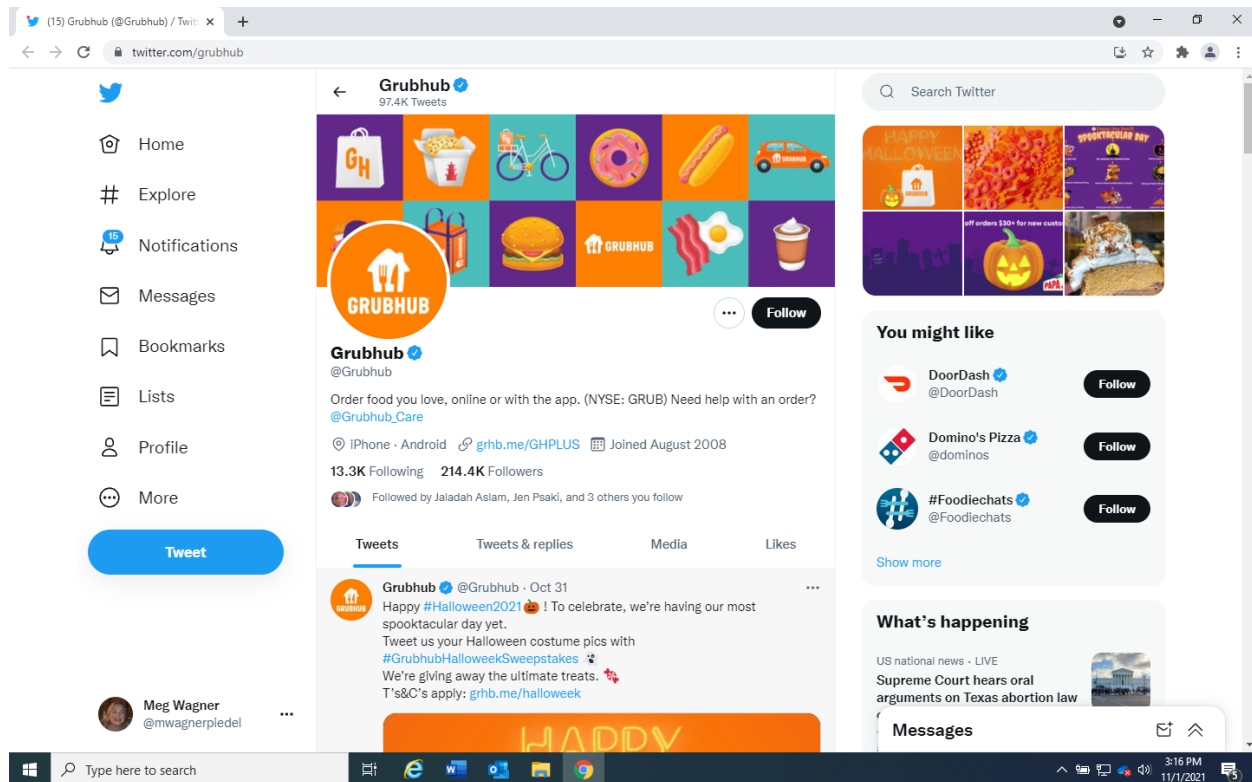 (15) Grubhub (@Grubhub) / Twit
twitter.com/grubhub
Home
Explore
15
Notifications
Messages
Bookmarks
Lists
Profile
More
Tweet
Meg Wagner
@mwagnerpiedel
Grubhub
97.4K Tweets
GH
GRUBHUB
GRUBHUB
GRUBHUB
Follow
Grubhub
@Grubhub
Order food you love, online or with the app. (NYSE: GRUB) Need help with an order?
@Grubhub_Care
iPhone · Android grhb.me/GHPLUS Joined August 2008
13.3K Following 214.4K Followers
Followed by Jaladah Aslam, Jen Psaki, and 3 others you follow
Tweets Tweets & replies Media Likes
GRUBHUB
Grubhub @Grubhub · Oct 31
Happy #Halloween2021 ! To celebrate, we're having our most
spooktacular day yet.
Tweet us your Halloween costume pics with
#GrubhubHalloweekSweepstakes
We're giving away the ultimate treats.
T's&C's apply: grhb.me/halloween
HAPPY
Search Twitter
HAPPY
HALLOWEEN
GRUBHUB
SPOOKTACULAR DAY
off orders $30+ for new custo
PAPA
You might like
DoorDash
@DoorDash
Follow
Domino's Pizza
@dominos
Follow
#Foodiechats
@Foodiechats
Follow
Show more
What's happening
US national news · LIVE
Supreme Court hears oral
arguments on Texas abortion law
Messages
Type here to search
3:16 PM
11/1/2021
5